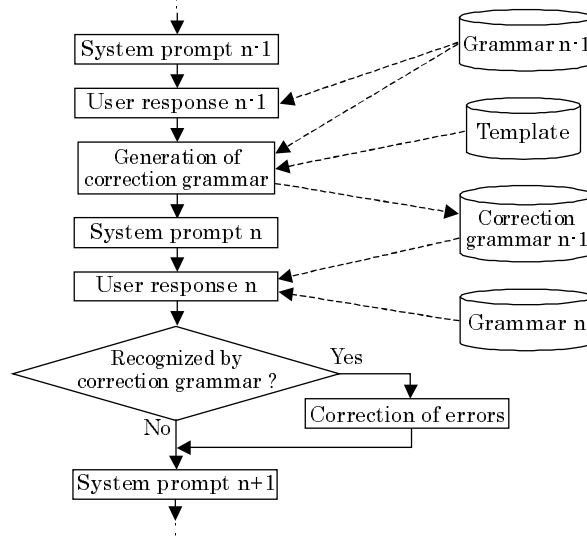 System prompt n-1
Grammar n-1
User response n-1
Generation of
correction grammar
Template
System prompt n
Correction
grammar n-1
User response n
Grammar n
Recognized by
correction grammar ?
Yes
Correction of errors
No
System prompt n+1